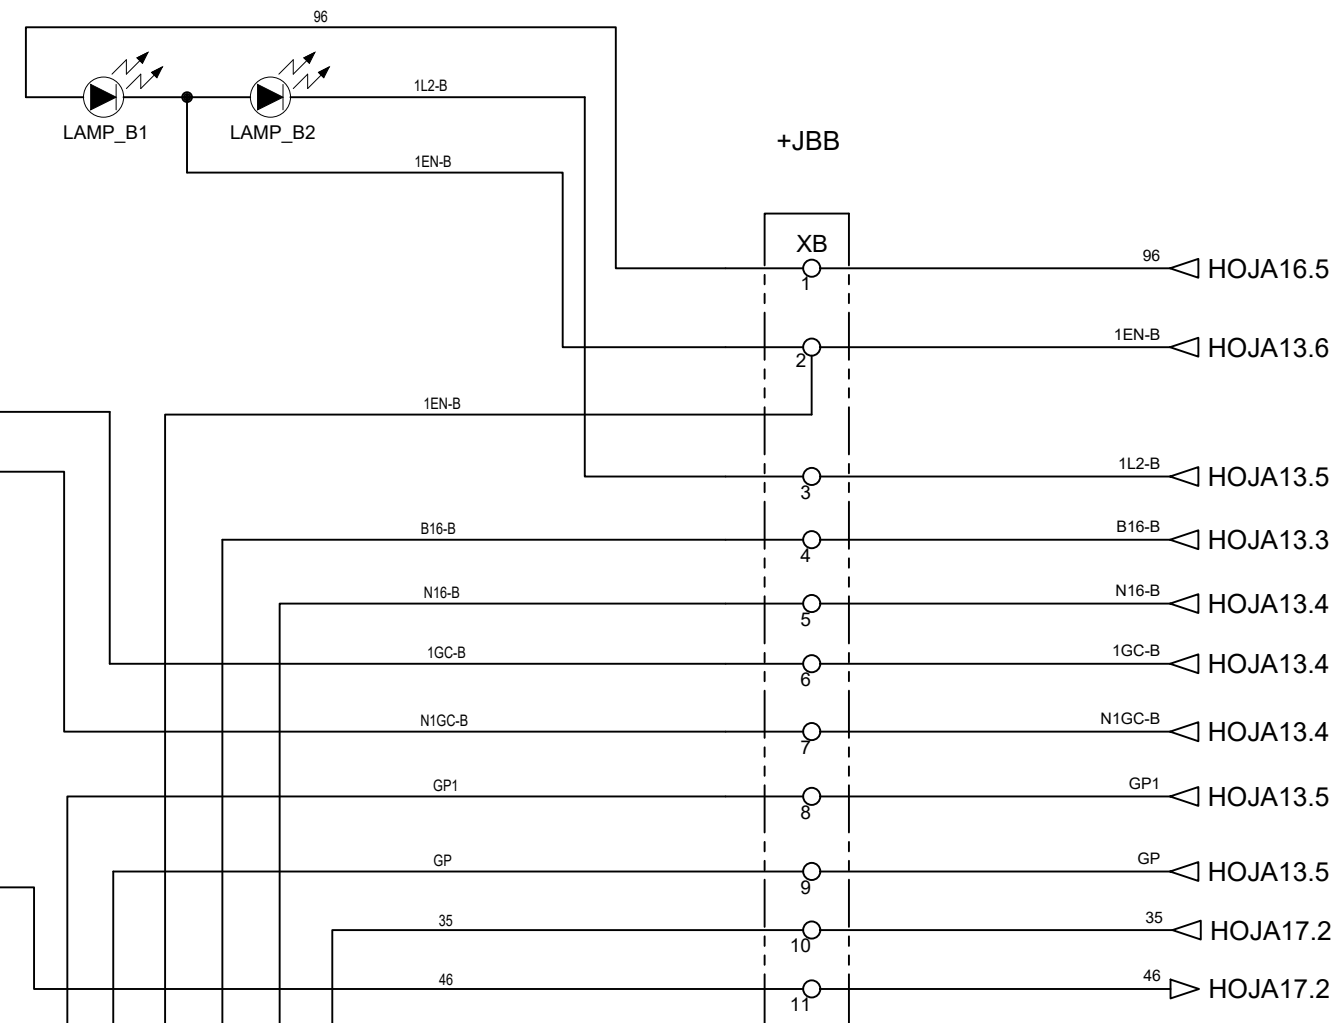 96
1L2-B
LAMP_B1
LAMP_B2
+JBB
1EN-B
XB
96
HOJA16.5
1
1EN-B
HOJA13.6
2
1EN-B
1L2-B
HOJA13.5
3
B16-B
B16-B
HOJA13.3
4
N16-B
N16-B
HOJA13.4
5
1GC-B
1GC-B
HOJA13.4
6
N1GC-B
N1GC-B
HOJA13.4
7
GP1
GP1
HOJA13.5
8
GP
GP
HOJA13.5
9
35
35
HOJA17.2
10
46
46
HOJA17.2
11